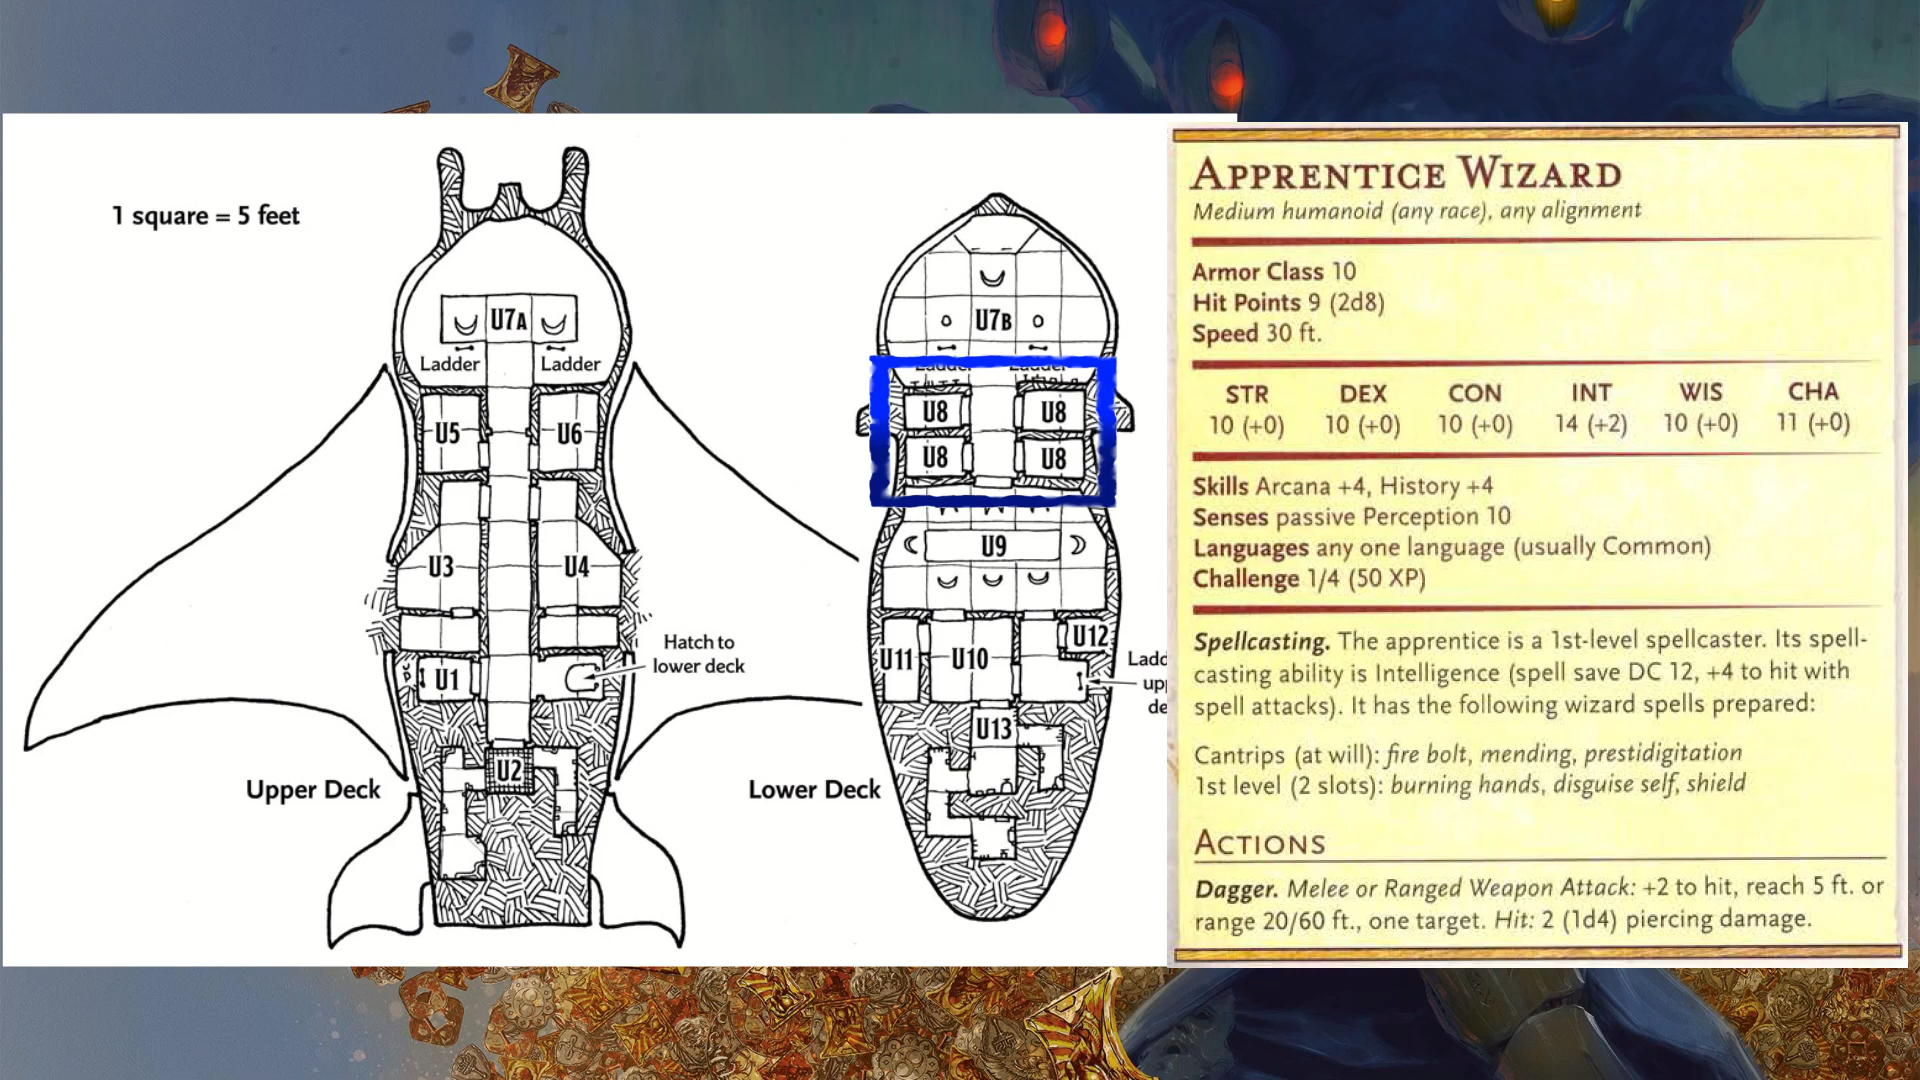 1 square = 5 feet
U7A
Ladder
Ladder
U5
U6
U3
U4
Hatch to
lower deck
U1
U2
Upper Deck
U7B
Ladder
Ladder
U8
U8
U8
U8
U9
U12
U11
U10
U13
Lower Deck
APPRENTICE WIZARD
Medium humanoid (any race), any alignment
Armor Class 10
Hit Points 9 (2d8)
Speed 30 ft.
STR DEX CON INT WIS CHA
10 (+0) 10 (+0) 10 (+0) 14 (+2) 10 (+0) 11 (+0)
Skills Arcana +4, History +4
Senses passive Perception 10
Languages any one language (usually Common)
Challenge 1/4 (50 XP)
Spellcasting. The apprentice is a 1st-level spellcaster. Its spell-
casting ability is Intelligence (spell save DC 12, +4 to hit with
spell attacks). It has the following wizard spells prepared:
Cantrips (at will): fire bolt, mending, prestidigitation
1st level (2 slots): burning hands, disguise self, shield
ACTIONS
Dagger. Melee or Ranged Weapon Attack: +2 to hit, reach 5 ft. or
range 20/60 ft., one target. Hit: 2 (1d4) piercing damage.